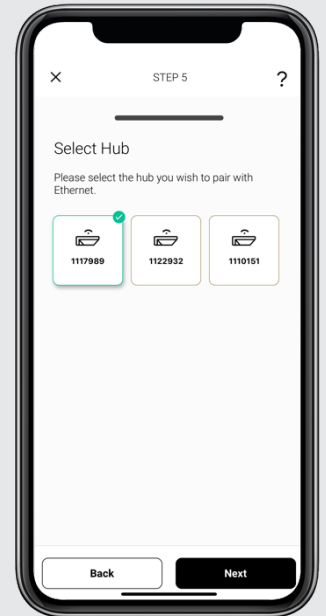 STEP 5
?
Select Hub
Please select the hub you wish to pair with
Ethernet.
1117989 1122932 1110151
Back Next